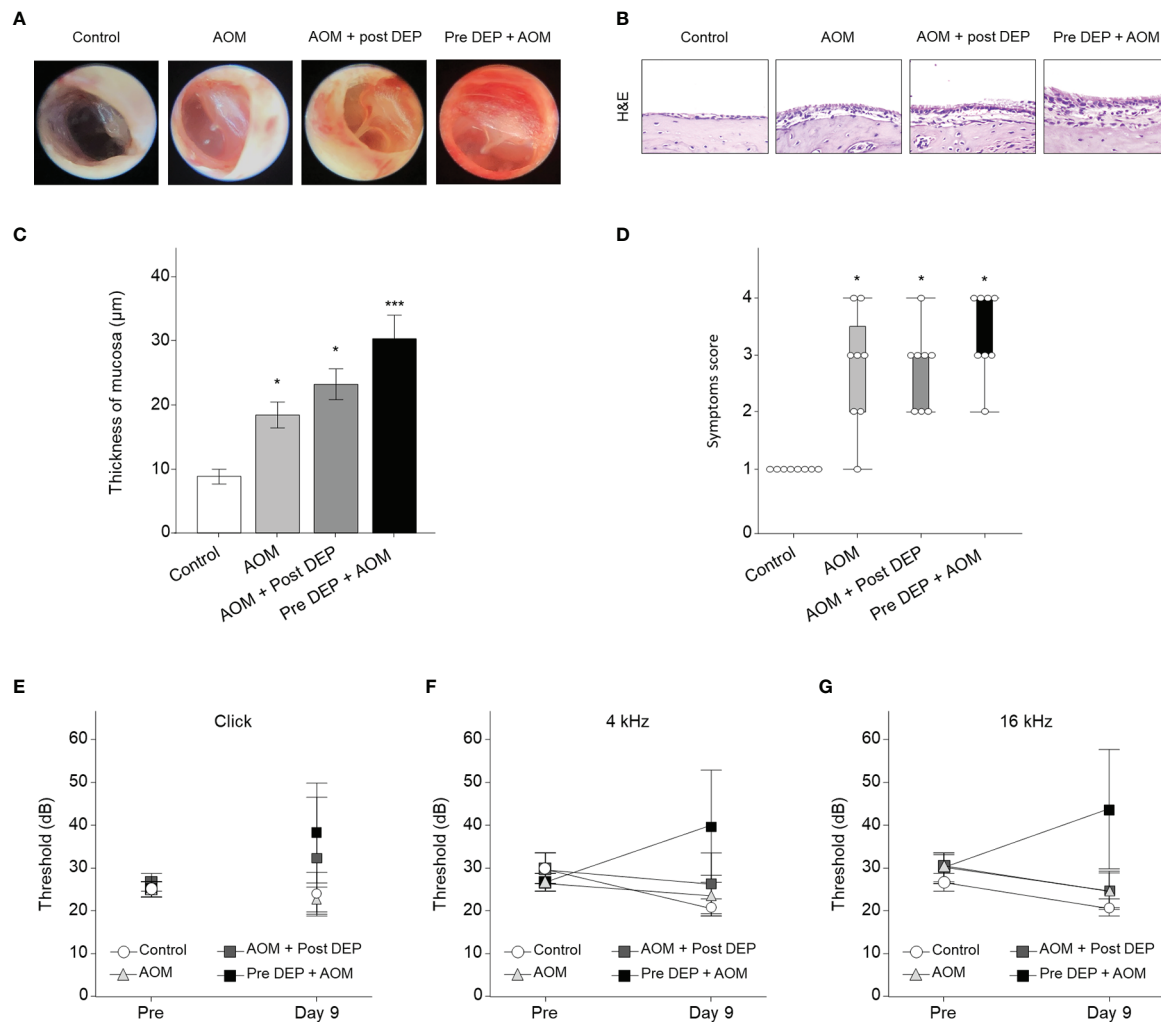 A
Control AOM AOM + post DEP Pre DEP + AOM
B
Control AOM AOM + post DEP Pre DEP + AOM
H&E
C
Thickness of mucosa (µm)
40
30
20
10
0
* * ***
Control AOM AOM + Post DEP Pre DEP + AOM
D
Symptoms score
4
3
2
1
0
* * *
Control AOM AOM + Post DEP Pre DEP + AOM
E
Click
Threshold (dB)
60
50
40
30
20
10
0
Control AOM + Post DEP
AOM Pre DEP + AOM
Pre Day 9
F
4 kHz
Threshold (dB)
60
50
40
30
20
10
0
Control AOM + Post DEP
AOM Pre DEP + AOM
Pre Day 9
G
16 kHz
Threshold (dB)
60
50
40
30
20
10
0
Control AOM + Post DEP
AOM Pre DEP + AOM
Pre Day 9